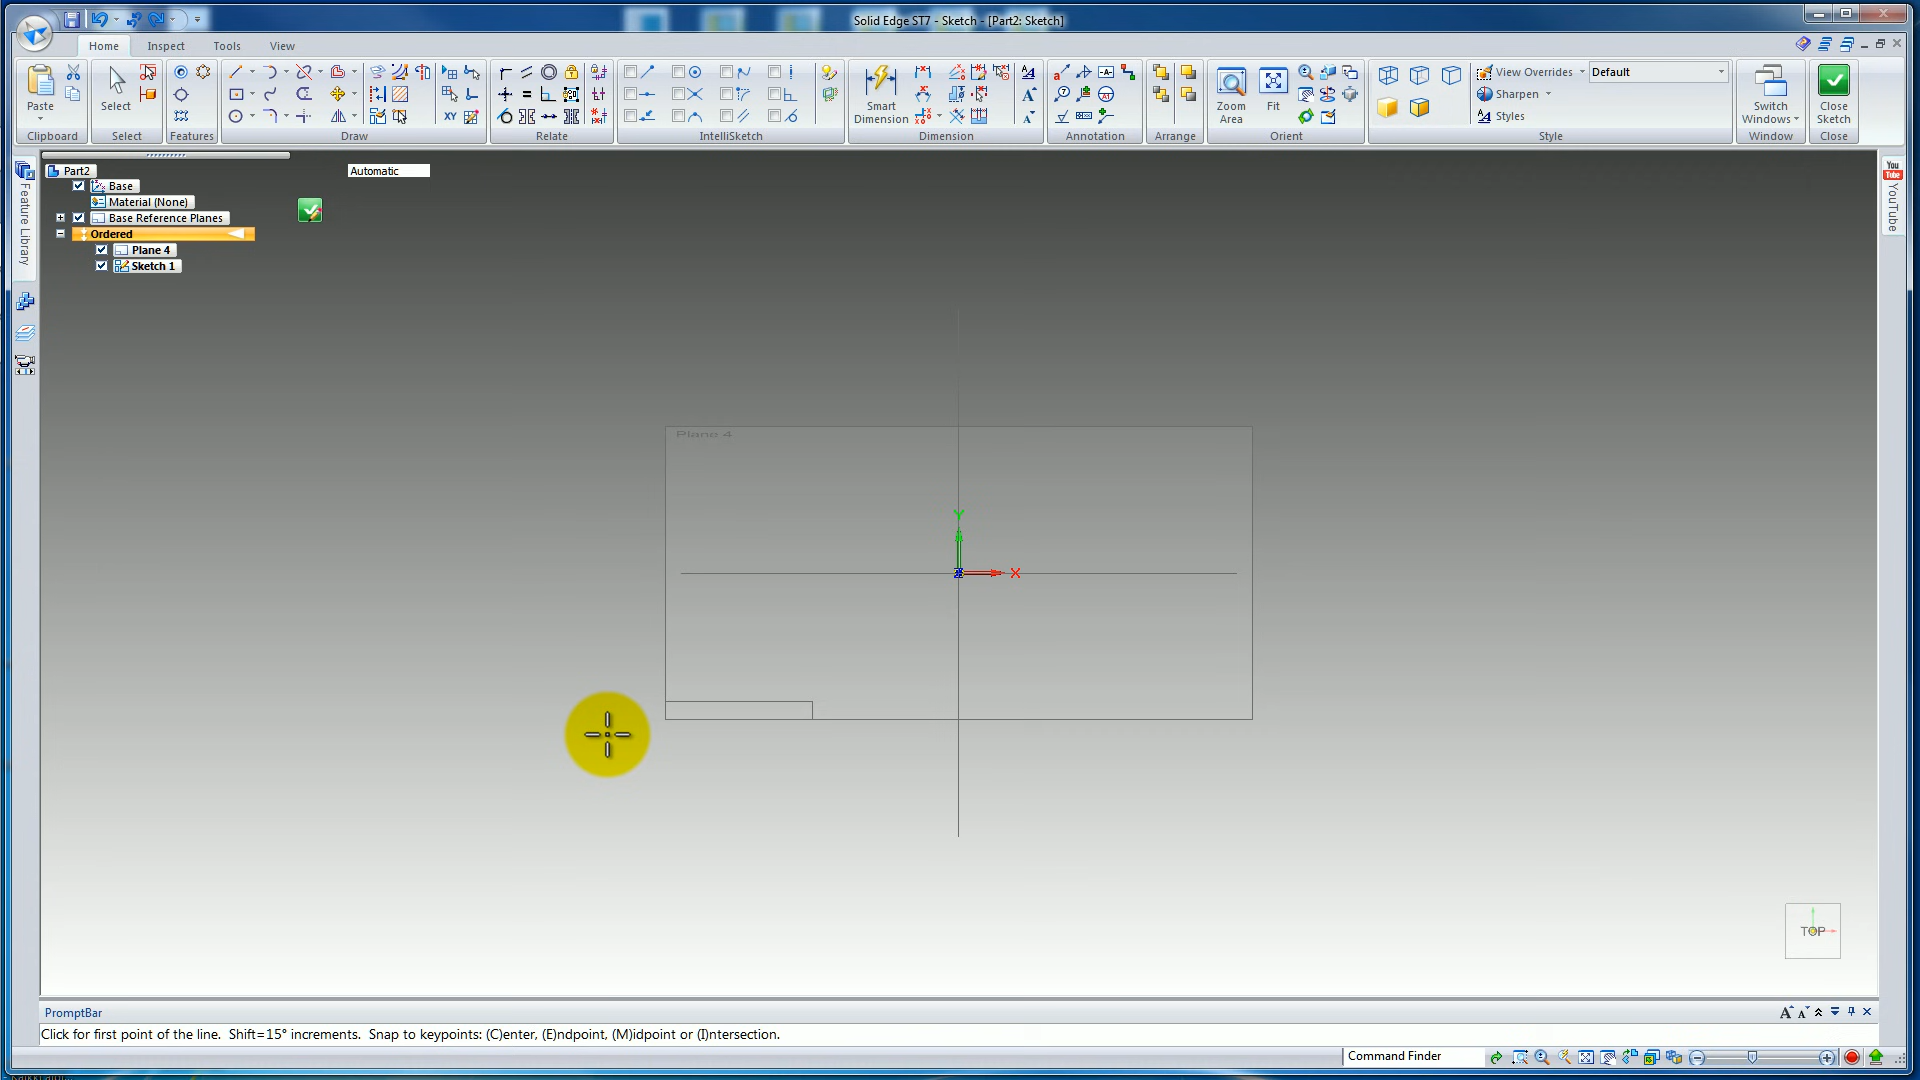 Solid Edge ST7 - Sketch - [Part2: Sketch]
Home Inspect Tools View
Paste
Select
Smart Dimension
Zoom Area
Fit
View Overrides
Default
Sharpen
Styles
Switch Windows
Close Sketch
Clipboard Select Features Draw Relate IntelliSketch Dimension Annotation Arrange Orient Style Window Close
Part2
Base
Material (None)
Base Reference Planes
Ordered
Plane 4
Sketch 1
Automatic
Feature Library
You Tube
YouTube
Plane 4
Y
X
Z
TOP
PromptBar
Click for first point of the line. Shift=15° increments. Snap to keypoints: (C)enter, (E)ndpoint, (M)idpoint or (I)ntersection.
Command Finder